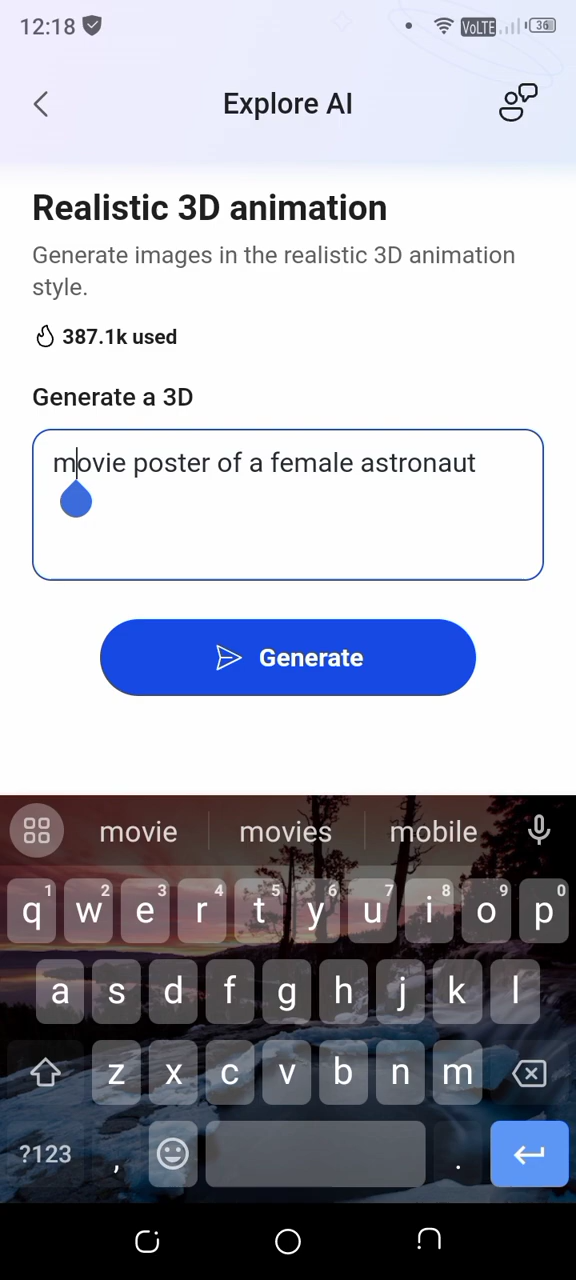 12:18 VoLTE 36
Explore AI
Realistic 3D animation
Generate images in the realistic 3D animation
style.
387.1k used
Generate a 3D
movie poster of a female astronaut
Generate
movie movies mobile
1 2 3 4 5 6 7 8 9 0
q w e r t y u i o p
a s d f g h j k l
z x c v b n m
?123 , .